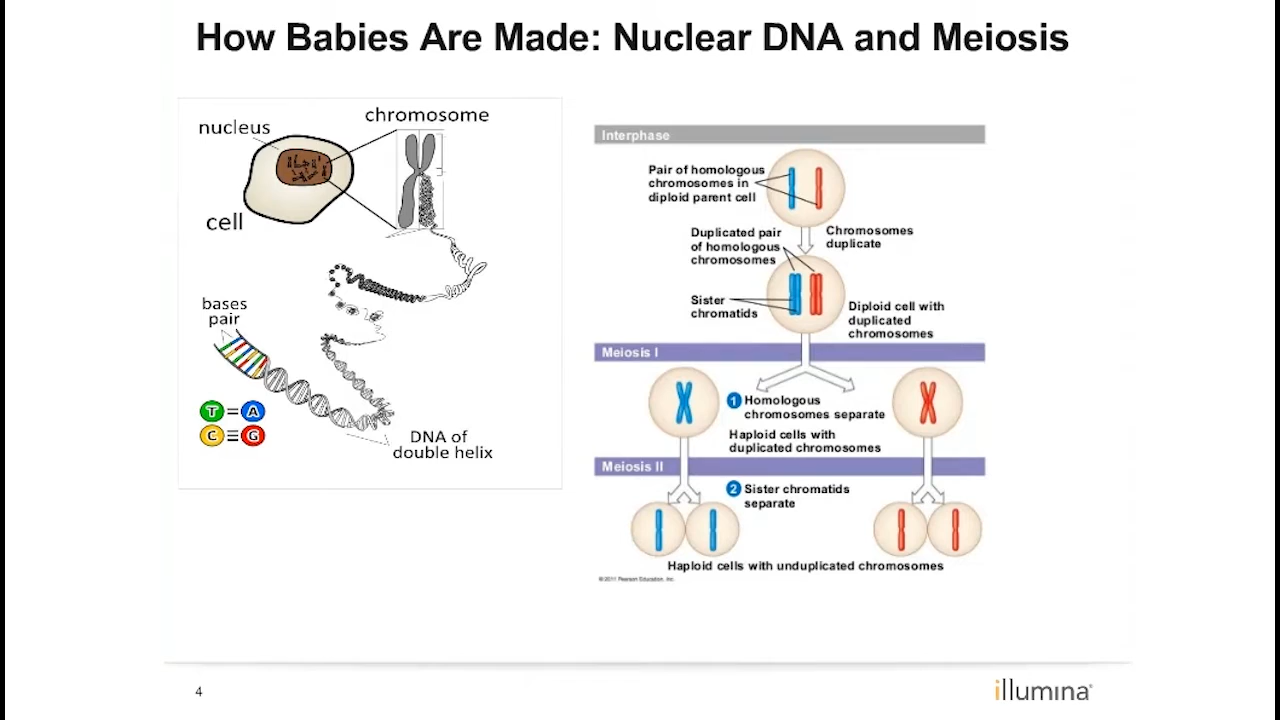 How Babies Are Made: Nuclear DNA and Meiosis
chromosome
nucleus
cell
bases
pair
T=A
C≡G
DNA of
double helix
Interphase
Pair of homologous
chromosomes in
diploid parent cell
Chromosomes
duplicate
Duplicated pair
of homologous
chromosomes
Sister
chromatids
Diploid cell with
duplicated
chromosomes
Meiosis I
1 Homologous
chromosomes separate
Haploid cells with
duplicated chromosomes
Meiosis II
2 Sister chromatids
separate
Haploid cells with unduplicated chromosomes
©2011 Pearson Education, Inc.
4
illumına®